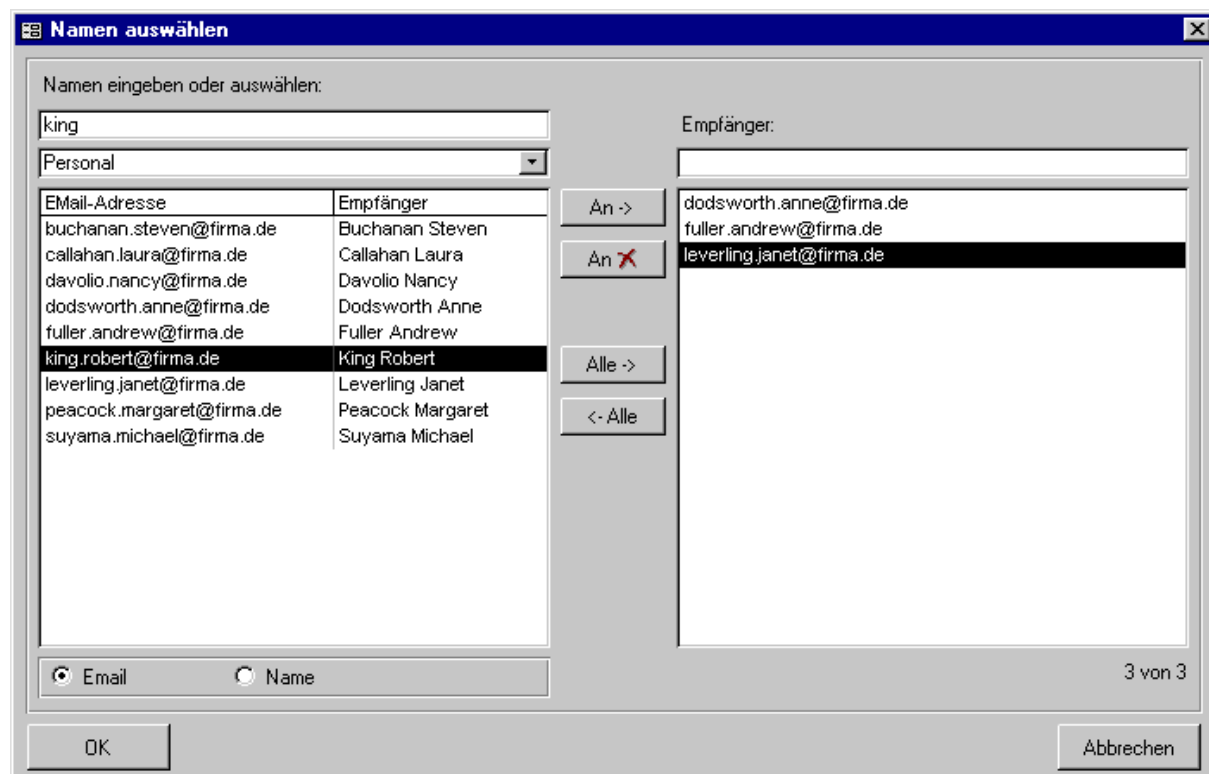 Namen auswählen
Namen eingeben oder auswählen:
king
Personal
EMail-Adresse Empfänger
buchanan.steven@firma.de Buchanan Steven
callahan.laura@firma.de Callahan Laura
davolio.nancy@firma.de Davolio Nancy
dodsworth.anne@firma.de Dodsworth Anne
fuller.andrew@firma.de Fuller Andrew
king.robert@firma.de King Robert
leverling.janet@firma.de Leverling Janet
peacock.margaret@firma.de Peacock Margaret
suyama.michael@firma.de Suyama Michael
Email Name
An ->
An
Alle ->
<- Alle
Empfänger:
dodsworth.anne@firma.de
fuller.andrew@firma.de
leverling.janet@firma.de
3 von 3
OK Abbrechen